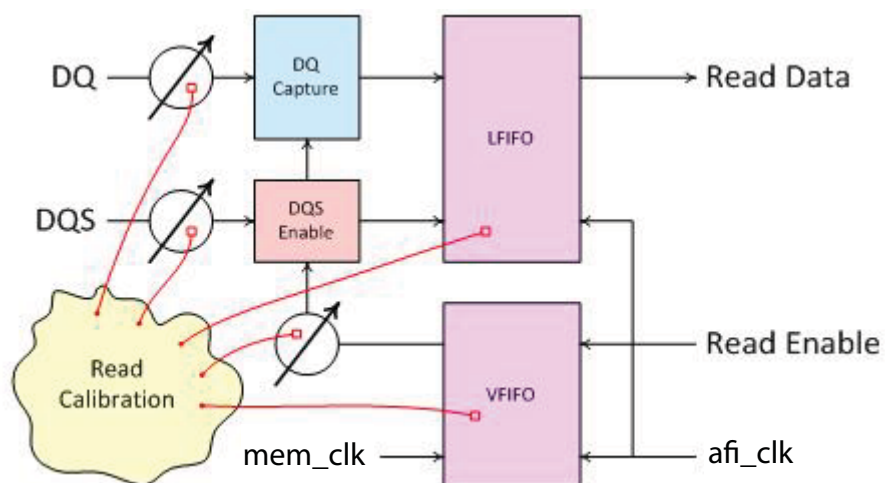 DQ
DQ
Capture
LFIFO
Read Data
DQS
DQS
Enable
Read
Calibration
VFIFO
Read Enable
mem_clk
afi_clk